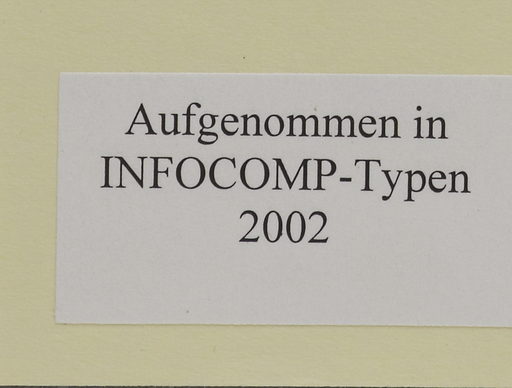 Aufgenommen in
INFOCOMP-Typen
2002